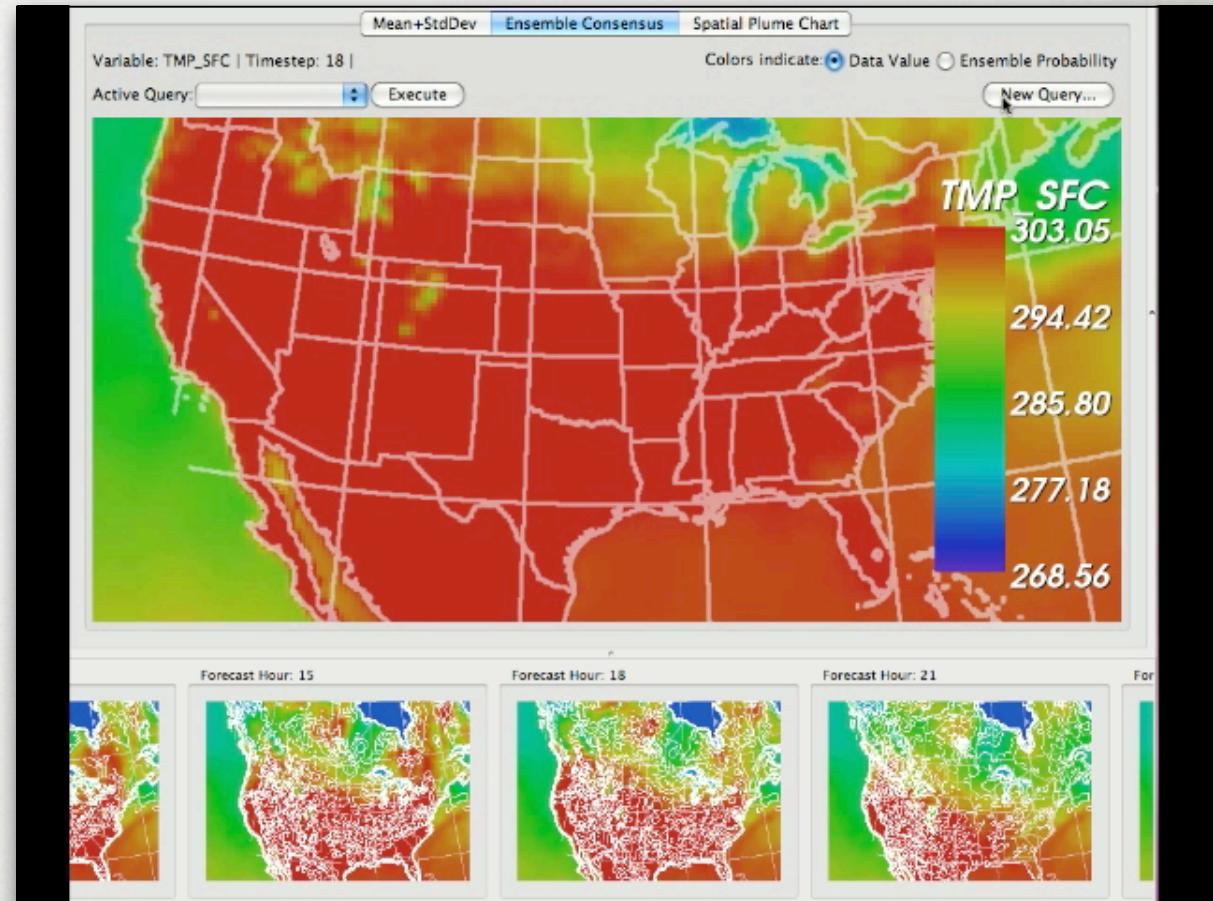 Mean+StdDev Ensemble Consensus Spatial Plume Chart
Variable: TMP_SFC | Timestep: 18 |
Colors indicate: Data Value Ensemble Probability
Active Query: Execute New Query...
TMP_SFC
303.05
294.42
285.80
277.18
268.56
Forecast Hour: 15 Forecast Hour: 18 Forecast Hour: 21 For